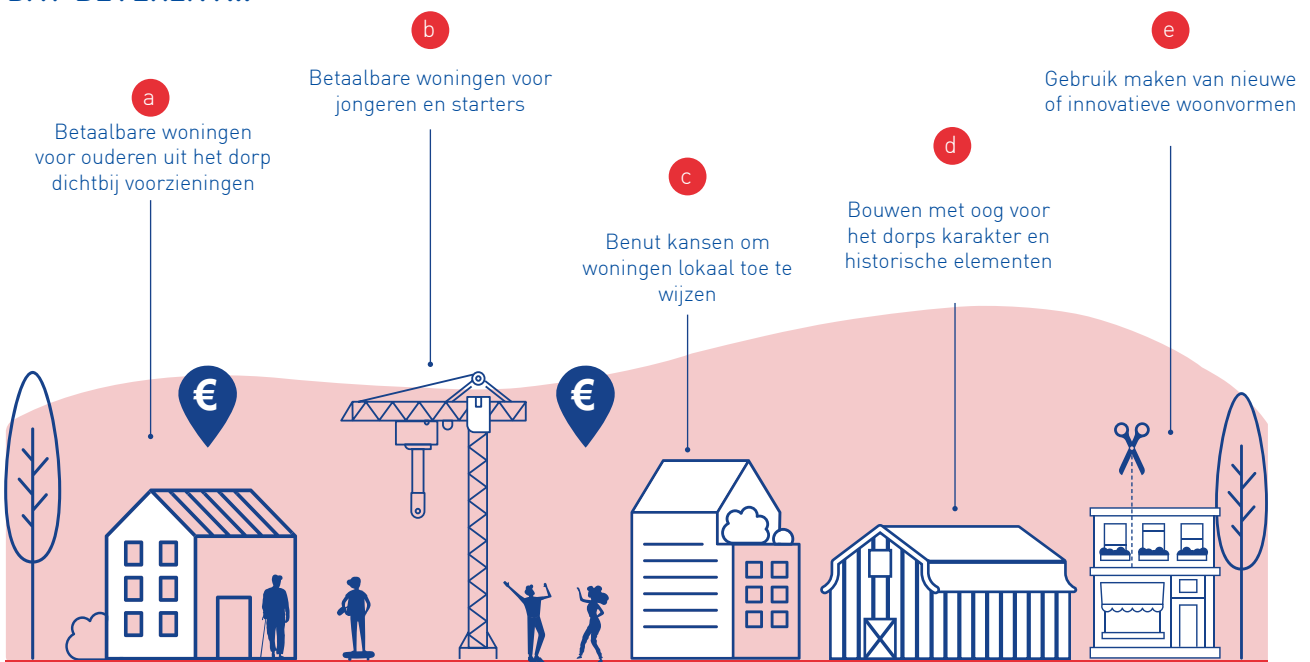 DAT BETEKENT...
a
Betaalbare woningen
voor ouderen uit het dorp
dichtbij voorzieningen
b
Betaalbare woningen voor
jongeren en starters
c
Benut kansen om
woningen lokaal toe te
wijzen
d
Bouwen met oog voor
het dorps karakter en
historische elementen
e
Gebruik maken van nieuwe
of innovatieve woonvormen
€
€